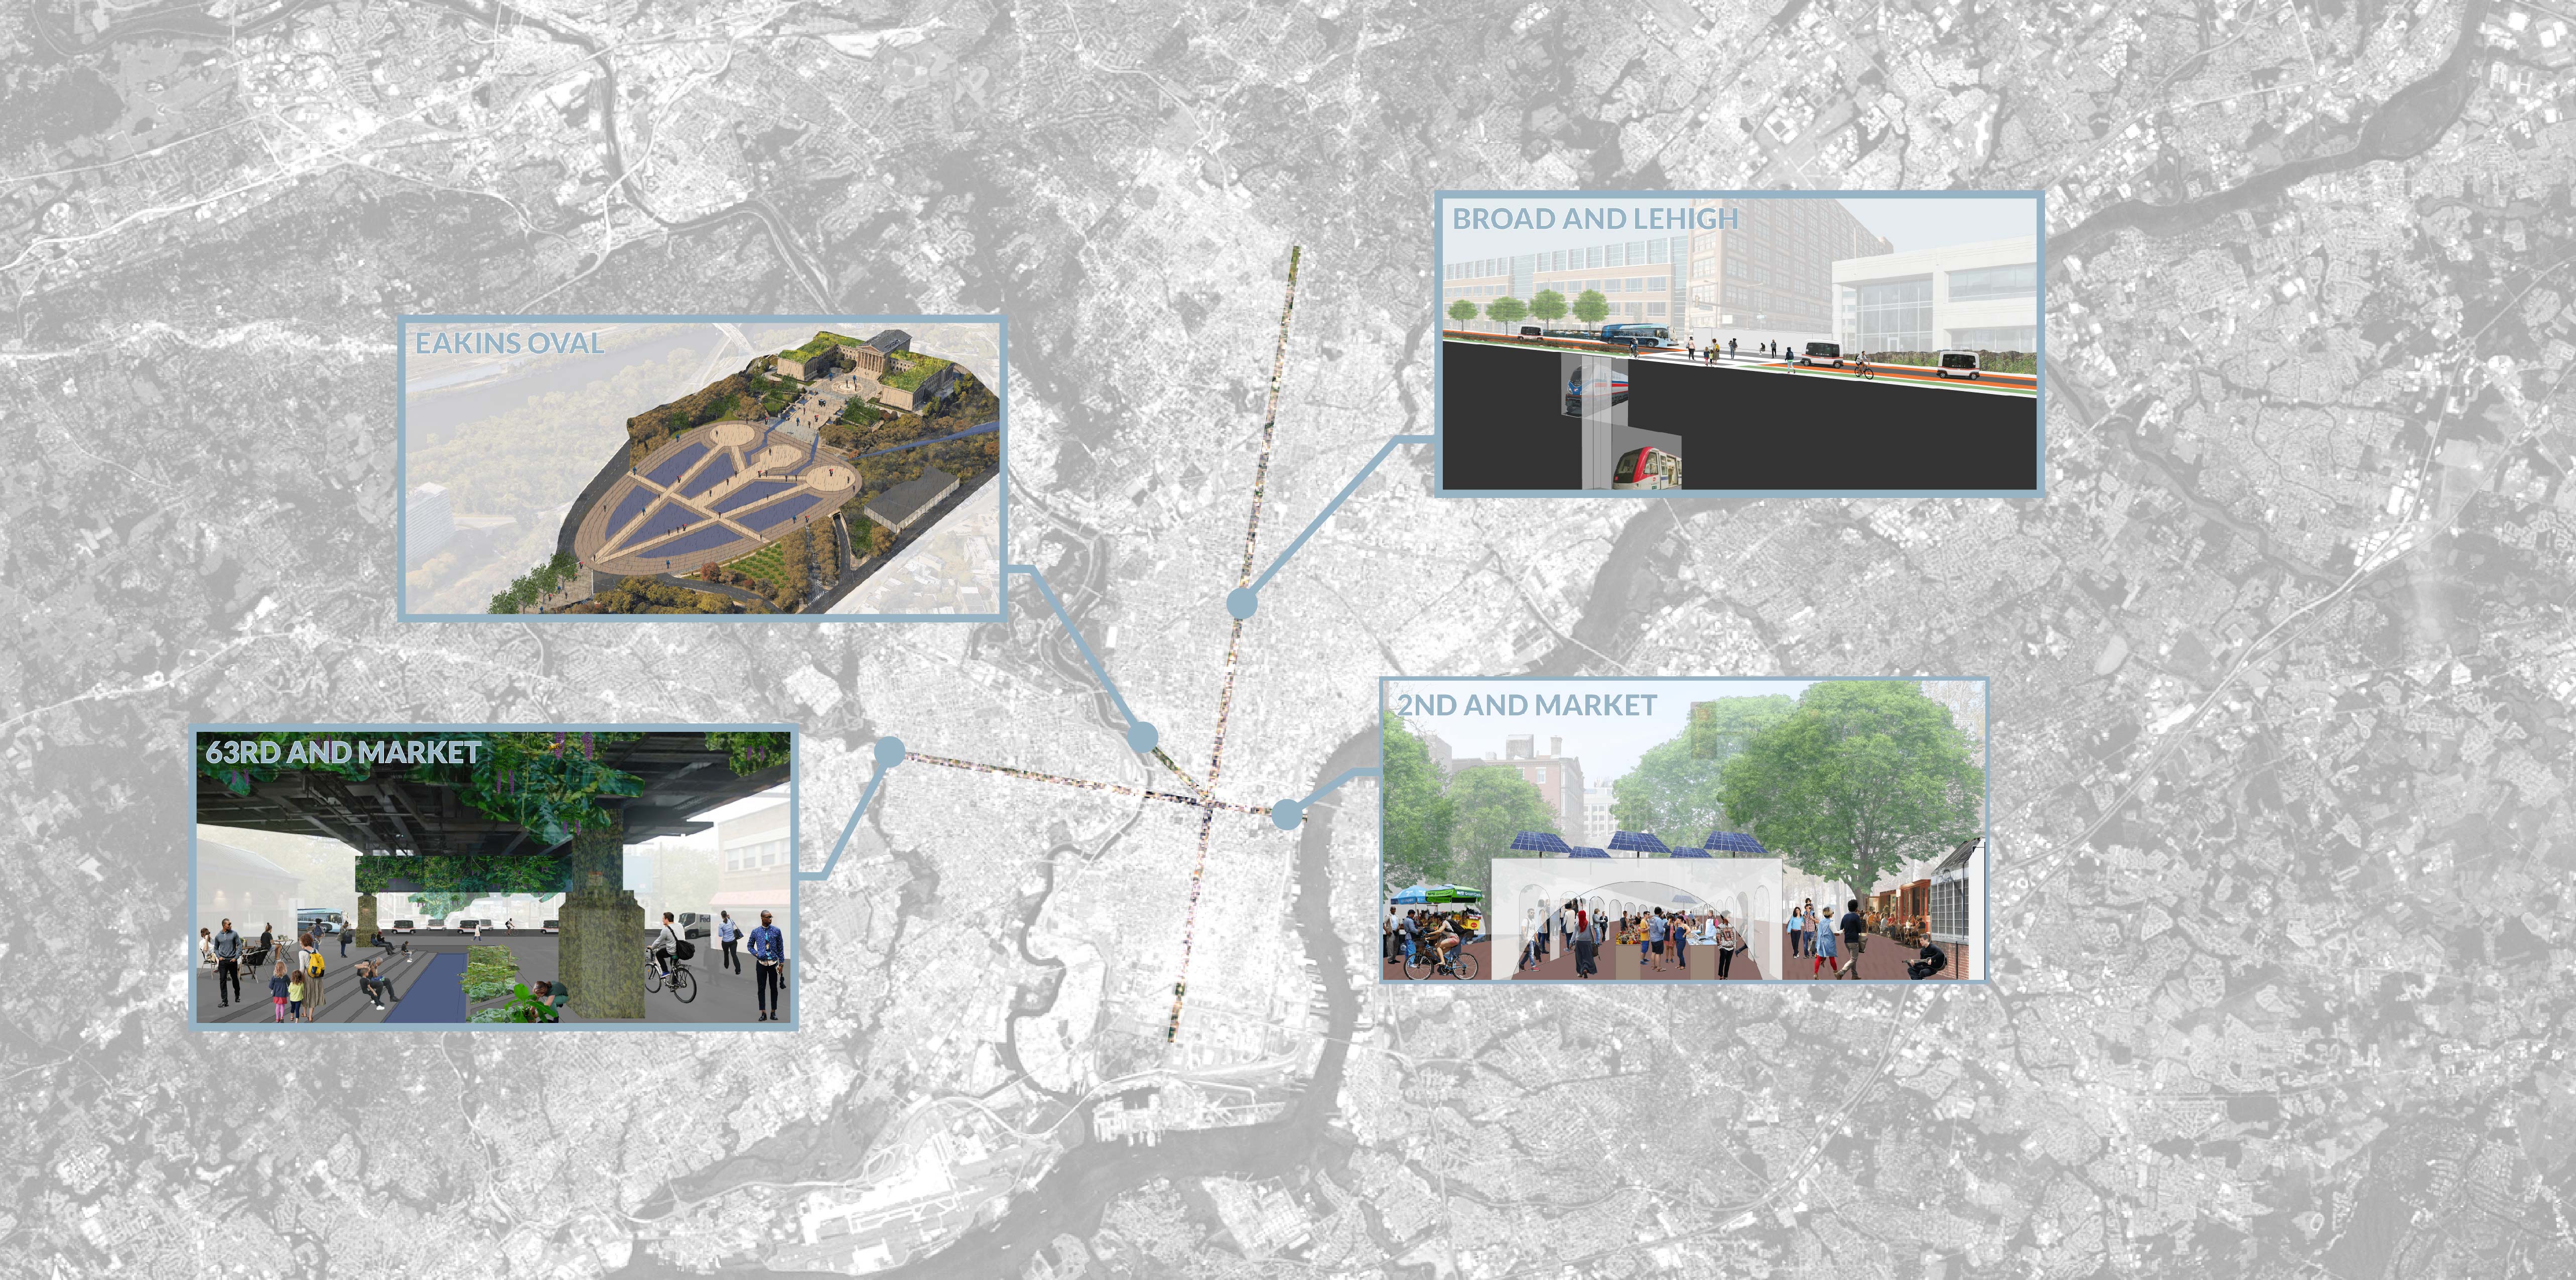 BROAD AND LEHIGH
EAKINS OVAL
2ND AND MARKET
63RD AND MARKET